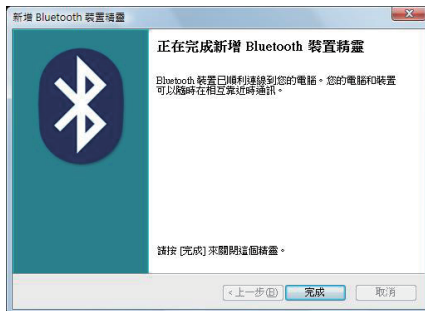 新增 Bluetooth 裝置精靈
正在完成新增 Bluetooth 裝置精靈
Bluetooth 裝置已順利連線到您的電腦。您的電腦和裝置
可以隨時在相互靠近時通訊。
請按 [完成] 來關閉這個精靈。
<上一步(B) 完成 取消